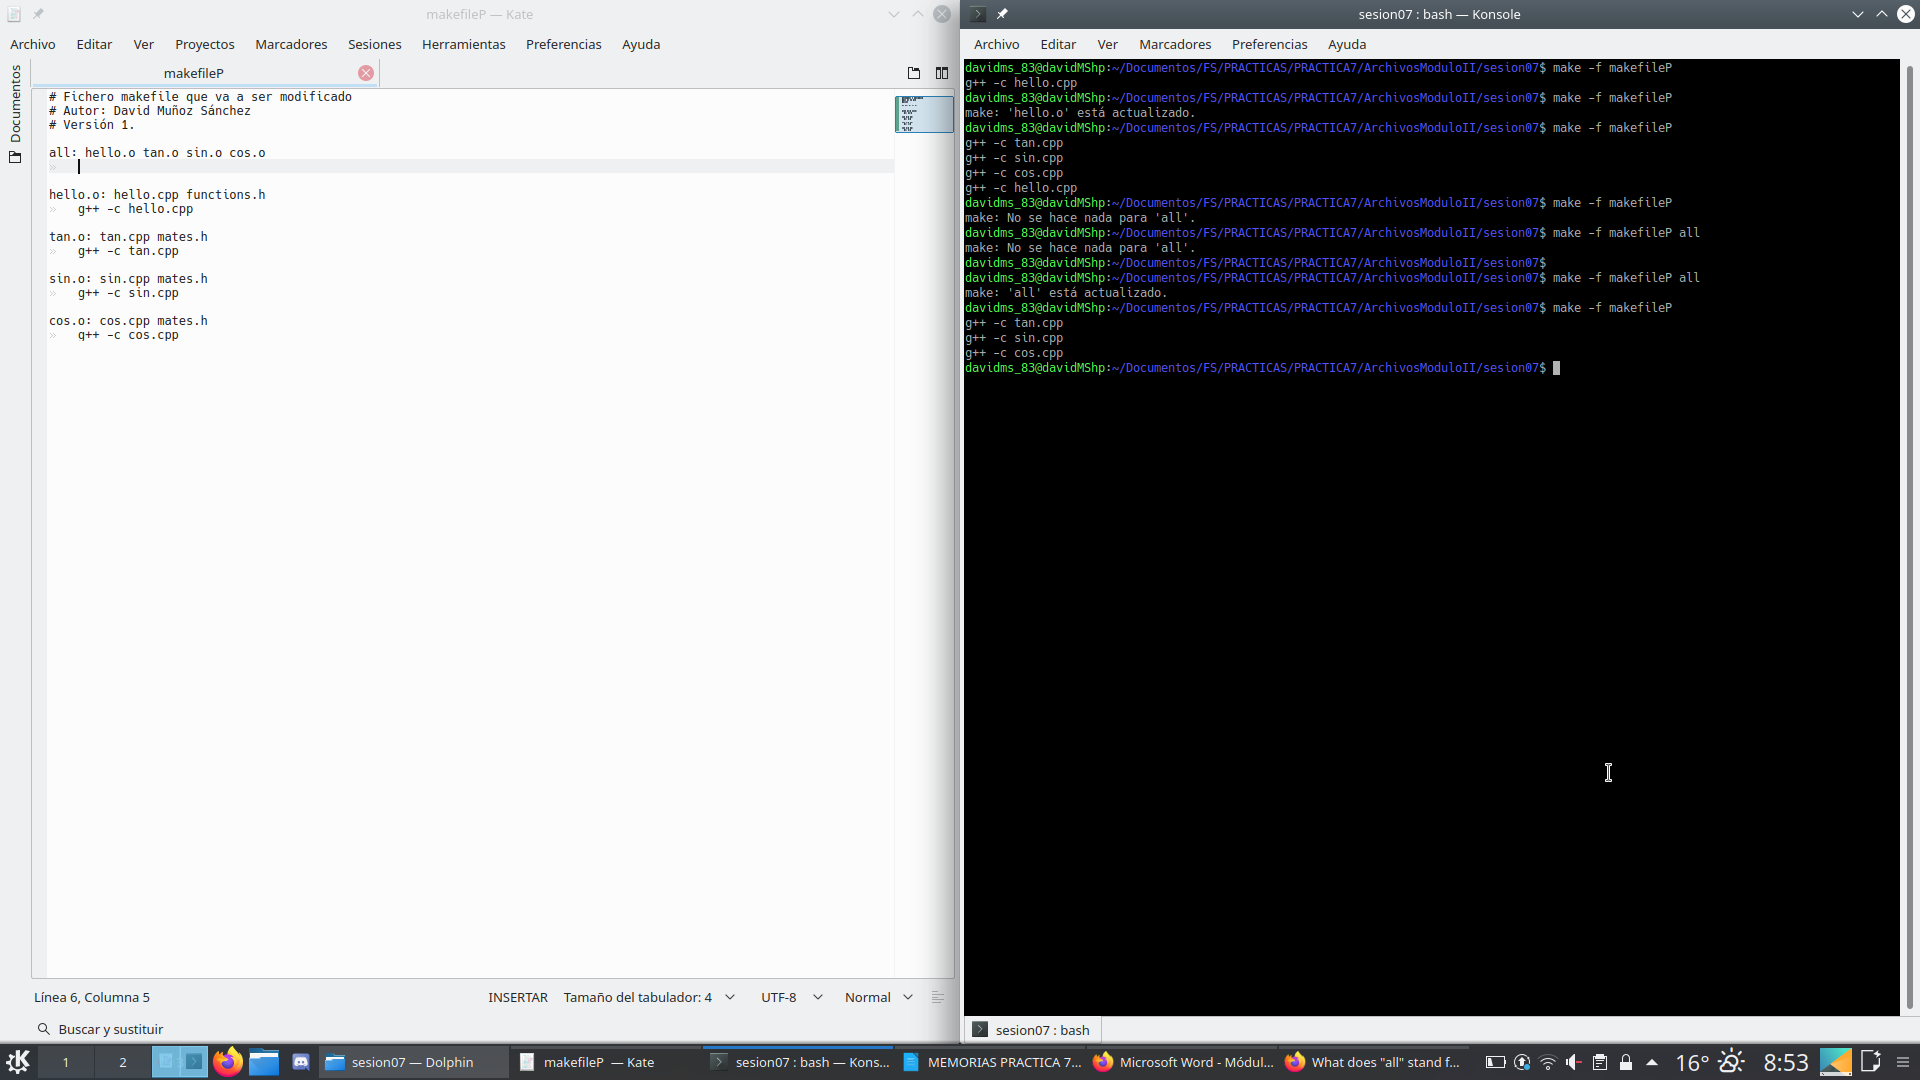 makefileP — Kate
Archivo Editar Ver Proyectos Marcadores Sesiones Herramientas Preferencias Ayuda
Documentos
makefileP
# Fichero makefile que va a ser modificado
# Autor: David Muñoz Sánchez
# Versión 1.
all: hello.o tan.o sin.o cos.o
hello.o: hello.cpp functions.h
g++ -c hello.cpp
tan.o: tan.cpp mates.h
g++ -c tan.cpp
sin.o: sin.cpp mates.h
g++ -c sin.cpp
cos.o: cos.cpp mates.h
g++ -c cos.cpp
Línea 6, Columna 5 INSERTAR Tamaño del tabulador: 4 UTF-8 Normal
Buscar y sustituir
sesion07 : bash — Konsole
Archivo Editar Ver Marcadores Preferencias Ayuda
davidms_83@davidMShp:~/Documentos/FS/PRACTICAS/PRACTICA7/ArchivosModuloII/sesion07$ make -f makefileP
g++ -c hello.cpp
davidms_83@davidMShp:~/Documentos/FS/PRACTICAS/PRACTICA7/ArchivosModuloII/sesion07$ make -f makefileP
make: 'hello.o' está actualizado.
davidms_83@davidMShp:~/Documentos/FS/PRACTICAS/PRACTICA7/ArchivosModuloII/sesion07$ make -f makefileP
g++ -c tan.cpp
g++ -c sin.cpp
g++ -c cos.cpp
g++ -c hello.cpp
davidms_83@davidMShp:~/Documentos/FS/PRACTICAS/PRACTICA7/ArchivosModuloII/sesion07$ make -f makefileP
make: No se hace nada para 'all'.
davidms_83@davidMShp:~/Documentos/FS/PRACTICAS/PRACTICA7/ArchivosModuloII/sesion07$ make -f makefileP all
make: No se hace nada para 'all'.
davidms_83@davidMShp:~/Documentos/FS/PRACTICAS/PRACTICA7/ArchivosModuloII/sesion07$
davidms_83@davidMShp:~/Documentos/FS/PRACTICAS/PRACTICA7/ArchivosModuloII/sesion07$ make -f makefileP all
make: 'all' está actualizado.
davidms_83@davidMShp:~/Documentos/FS/PRACTICAS/PRACTICA7/ArchivosModuloII/sesion07$ make -f makefileP
g++ -c tan.cpp
g++ -c sin.cpp
g++ -c cos.cpp
davidms_83@davidMShp:~/Documentos/FS/PRACTICAS/PRACTICA7/ArchivosModuloII/sesion07$
sesion07 : bash
1 2 sesion07 — Dolphin makefileP — Kate sesion07 : bash — Kons... MEMORIAS PRACTICA 7... Microsoft Word - Módul... What does "all" stand f... 16° 8:53